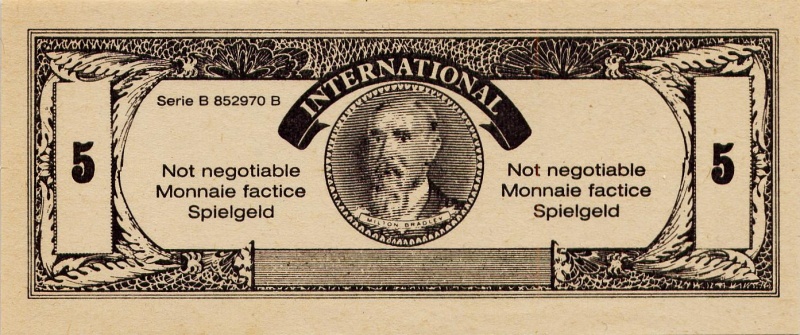 INTERNATIONAL
Serie B 852970 B
5
Not negotiable
Monnaie factice
Spielgeld
MILTON BRADLEY
Not negotiable
Monnaie factice
Spielgeld
5